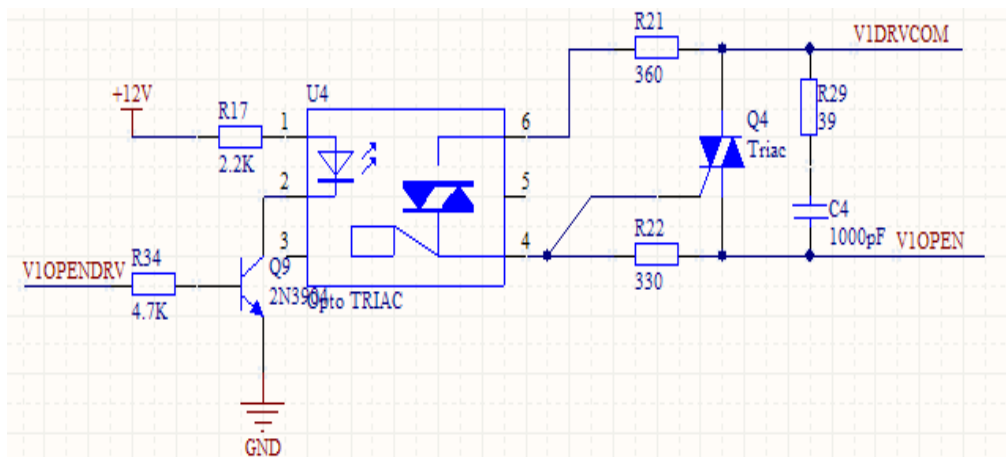 R21
V1DRVCOM
360
+12V
R17
2.2K
U4
1
2
3
6
5
4
Q4
Triac
R29
39
C4
1000pF
R22
330
V1OPEN
V1OPENDRV
R34
4.7K
Q9
2N3904
Opto TRIAC
GND